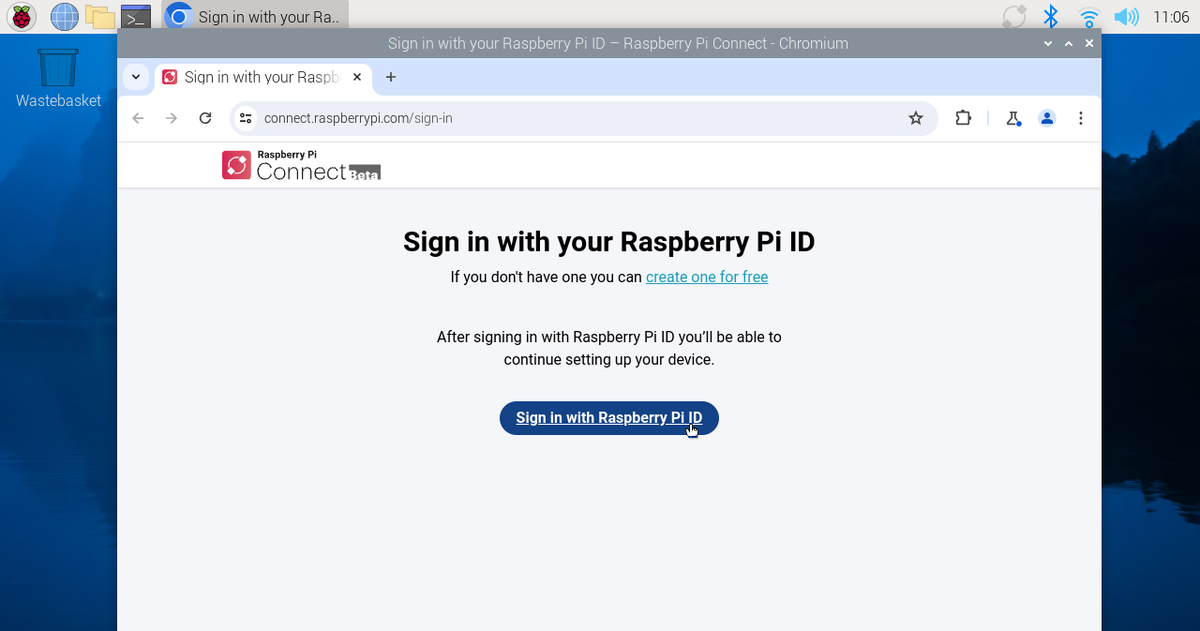 Sign in with your Ra..
11:06
Wastebasket
Sign in with your Raspberry Pi ID – Raspberry Pi Connect - Chromium
Sign in with your Raspb
connect.raspberrypi.com/sign-in
Raspberry Pi
Connect Beta
Sign in with your Raspberry Pi ID
If you don't have one you can create one for free
After signing in with Raspberry Pi ID you’ll be able to
continue setting up your device.
Sign in with Raspberry Pi ID